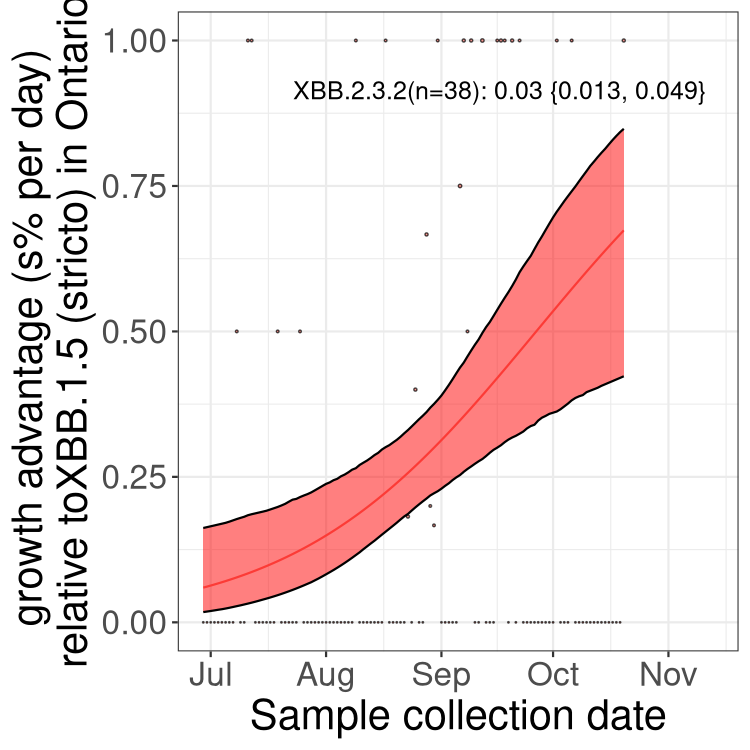 growth advantage (s% per day)
relative toXBB.1.5 (stricto) in Ontario
1.00
0.75
0.50
0.25
0.00
XBB.2.3.2(n=38): 0.03 {0.013, 0.049}
Jul Aug Sep Oct Nov
Sample collection date